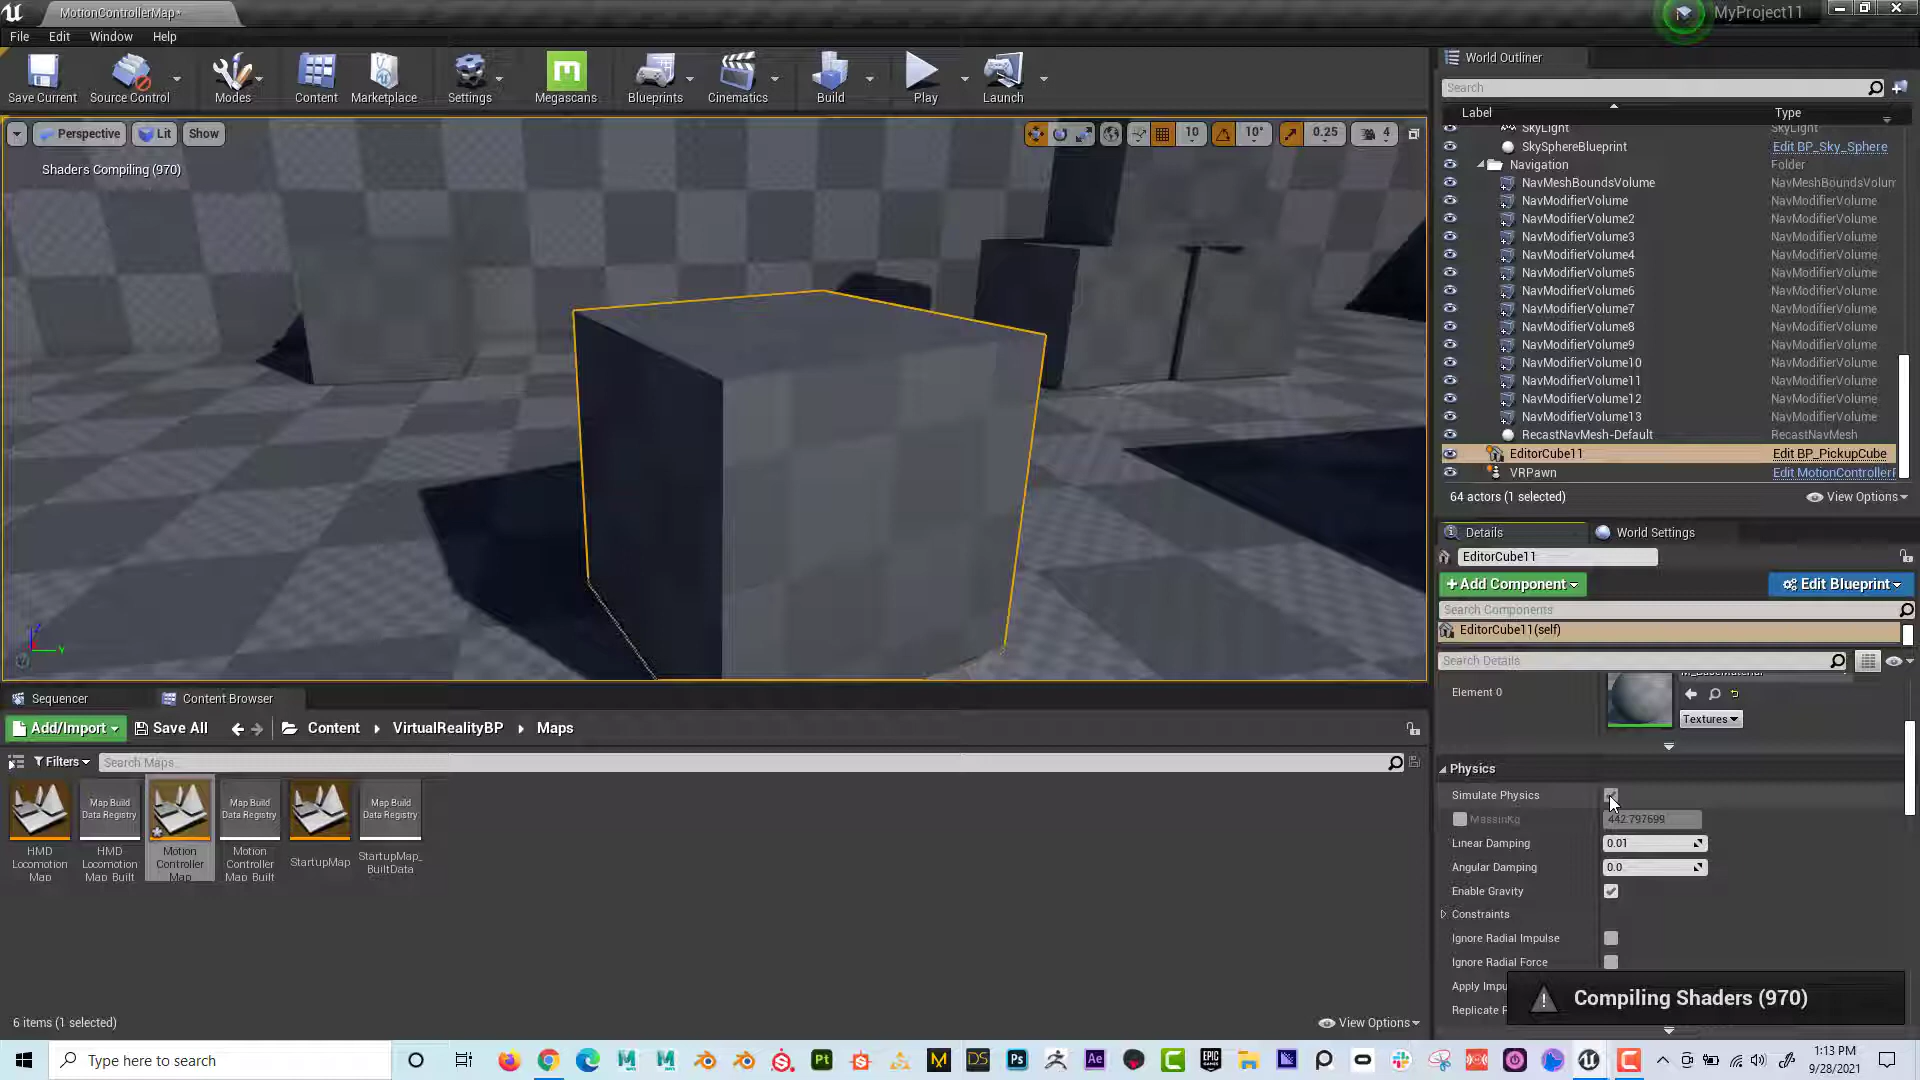 MotionControllerMap*
MyProject11
File Edit Window Help
Save Current
Source Control
Modes
Content
Marketplace
Settings
Megascans
Blueprints
Cinematics
Build
Play
Launch
Perspective
Lit
Show
10
10°
0.25
4
Shaders Compiling (970)
World Outliner
Search
Label Type
SkyLight SkyLight
SkySphereBlueprint Edit BP_Sky_Sphere
Navigation Folder
NavMeshBoundsVolume NavMeshBoundsVolum
NavModifierVolume NavModifierVolume
NavModifierVolume2 NavModifierVolume
NavModifierVolume3 NavModifierVolume
NavModifierVolume4 NavModifierVolume
NavModifierVolume5 NavModifierVolume
NavModifierVolume6 NavModifierVolume
NavModifierVolume7 NavModifierVolume
NavModifierVolume8 NavModifierVolume
NavModifierVolume9 NavModifierVolume
NavModifierVolume10 NavModifierVolume
NavModifierVolume11 NavModifierVolume
NavModifierVolume12 NavModifierVolume
NavModifierVolume13 NavModifierVolume
RecastNavMesh-Default RecastNavMesh
EditorCube11 Edit BP_PickupCube
VRPawn Edit MotionControllerP
64 actors (1 selected)
View Options
Details
World Settings
EditorCube11
+Add Component
Edit Blueprint
Search Components
EditorCube11(self)
Search Details
M_BaseMaterial
Element 0
Textures
Physics
Simulate Physics
MassInKg 442.797699
Linear Damping 0.01
Angular Damping 0.0
Enable Gravity
Constraints
Ignore Radial Impulse
Ignore Radial Force
Apply Impu
Replicate P
Compiling Shaders (970)
Sequencer
Content Browser
Add/Import
Save All
Content
VirtualRealityBP
Maps
Filters
Search Maps
HMD Locomotion Map
Map Build Data Registry
HMD Locomotion Map_Built
Motion Controller Map
Map Build Data Registry
Motion Controller Map_Built
StartupMap
Map Build Data Registry
StartupMap_BuiltData
6 items (1 selected)
View Options
Type here to search
1:13 PM
9/28/2021